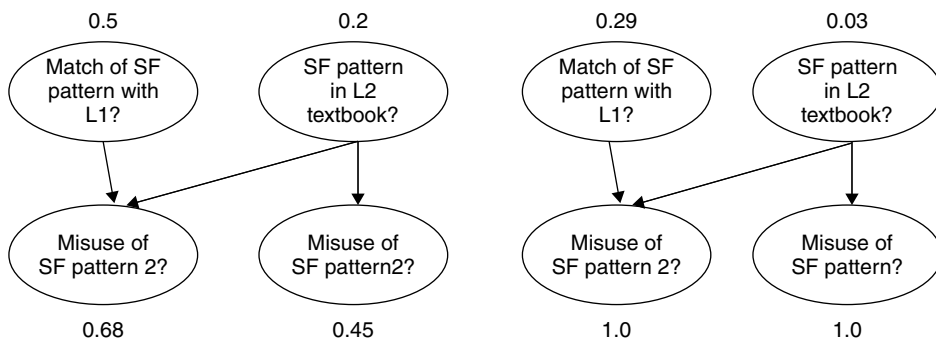 0.5 0.2 0.29 0.03
Match of SF
pattern with
L1?
SF pattern
in L2
textbook?
Match of SF
pattern with
L1?
SF pattern
in L2
textbook?
Misuse of
SF pattern 2?
Misuse of
SF pattern2?
Misuse of
SF pattern 2?
Misuse of
SF pattern?
0.68 0.45 1.0 1.0